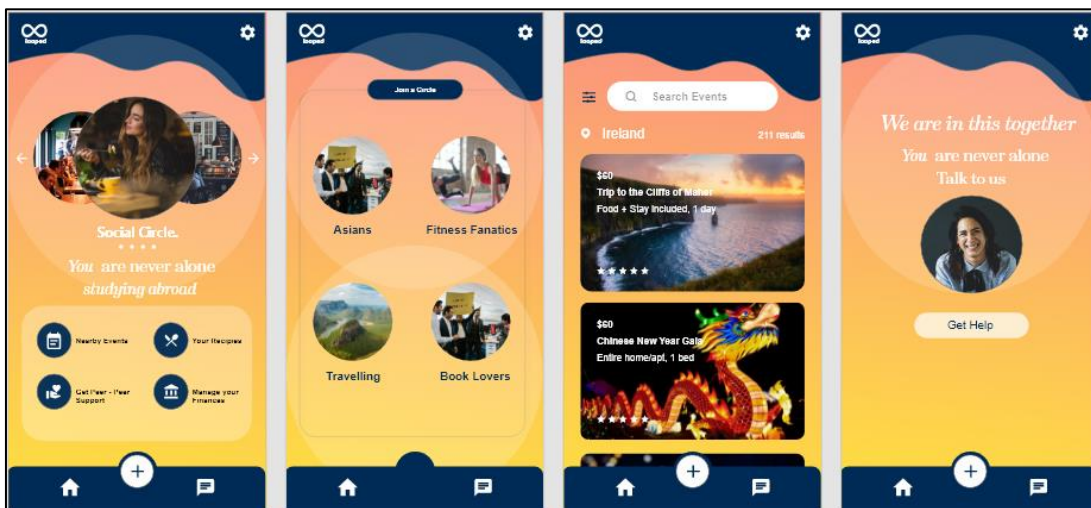 looped
Social Circle.
You are never alone
studying abroad
Nearby Events
Your Recipies
Get Peer - Peer
Support
Manage your
Finances
looped
Join a Circle
Asians
Fitness Fanatics
Travelling
Book Lovers
looped
Search Events
Ireland
211 results
$60
Trip to the Cliffs of Moher
Food + Stay Included, 1 day
$60
Chinese New Year Gala
Entire home/apt, 1 bed
looped
We are in this together
You are never alone
Talk to us
Get Help